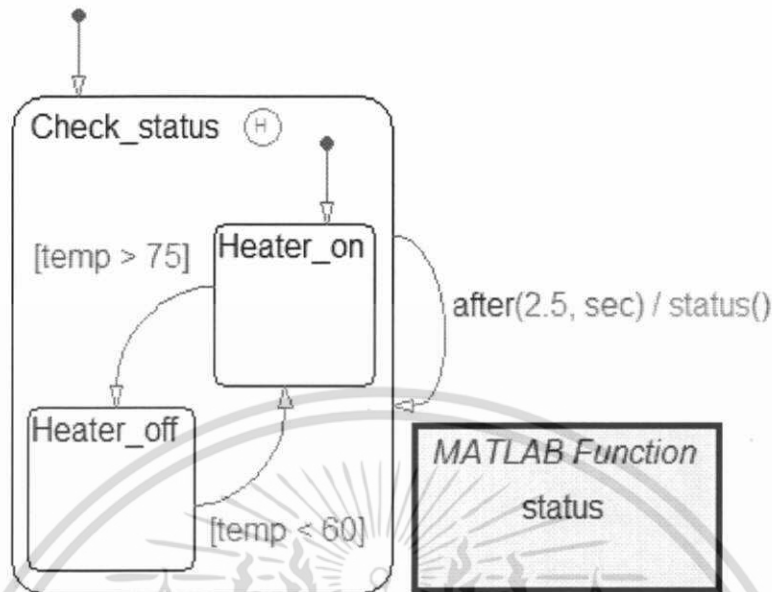 Check_status
H
[temp > 75]
Heater_on
after(2.5, sec) / status()
Heater_off
[temp < 60]
MATLAB Function
status